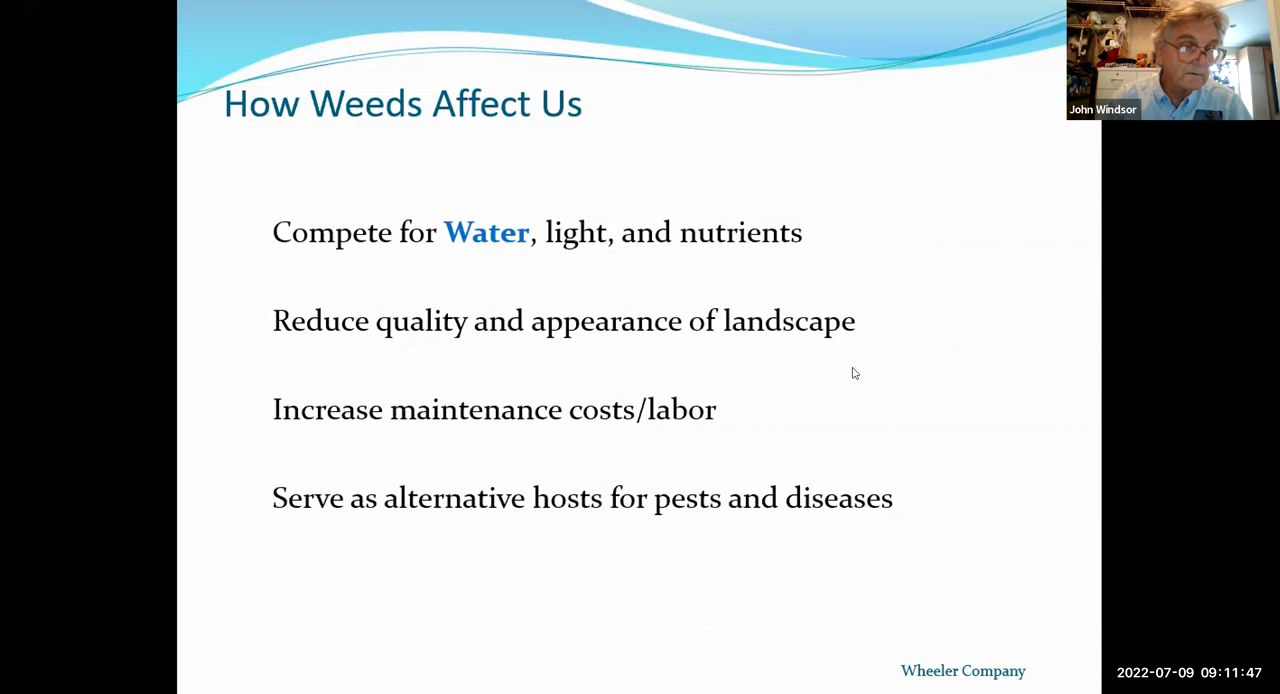 How Weeds Affect Us
John Windsor
Compete for Water, light, and nutrients
Reduce quality and appearance of landscape
Increase maintenance costs/labor
Serve as alternative hosts for pests and diseases
Wheeler Company
2022-07-09 09:11:47